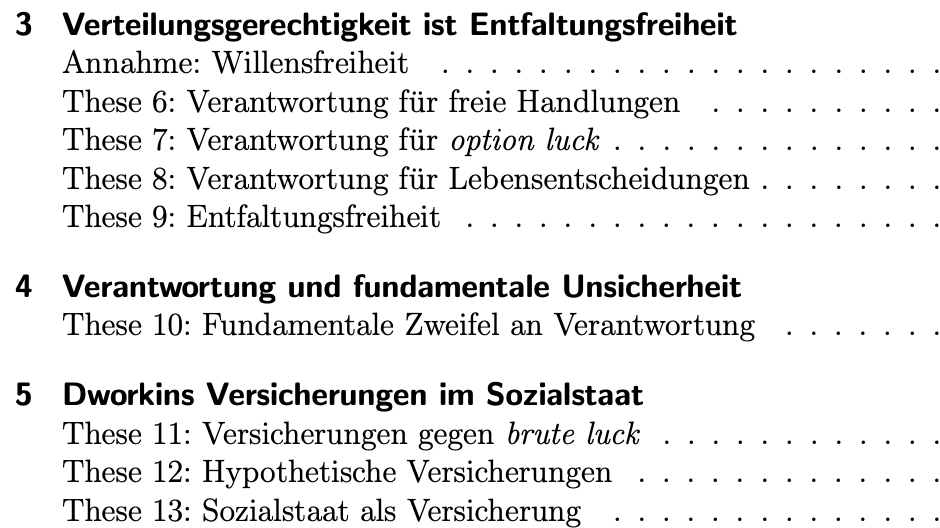 3 Verteilungsgerechtigkeit ist Entfaltungsfreiheit
Annahme: Willensfreiheit . . . . . . . . . . . . . . . . . . . . .
These 6: Verantwortung für freie Handlungen . . . . . . . . . .
These 7: Verantwortung für option luck . . . . . . . . . . . . . .
These 8: Verantwortung für Lebensentscheidungen . . . . . . . .
These 9: Entfaltungsfreiheit . . . . . . . . . . . . . . . . . . . .
4 Verantwortung und fundamentale Unsicherheit
These 10: Fundamentale Zweifel an Verantwortung . . . . . . .
5 Dworkins Versicherungen im Sozialstaat
These 11: Versicherungen gegen brute luck . . . . . . . . . . . .
These 12: Hypothetische Versicherungen . . . . . . . . . . . . .
These 13: Sozialstaat als Versicherung . . . . . . . . . . . . . .